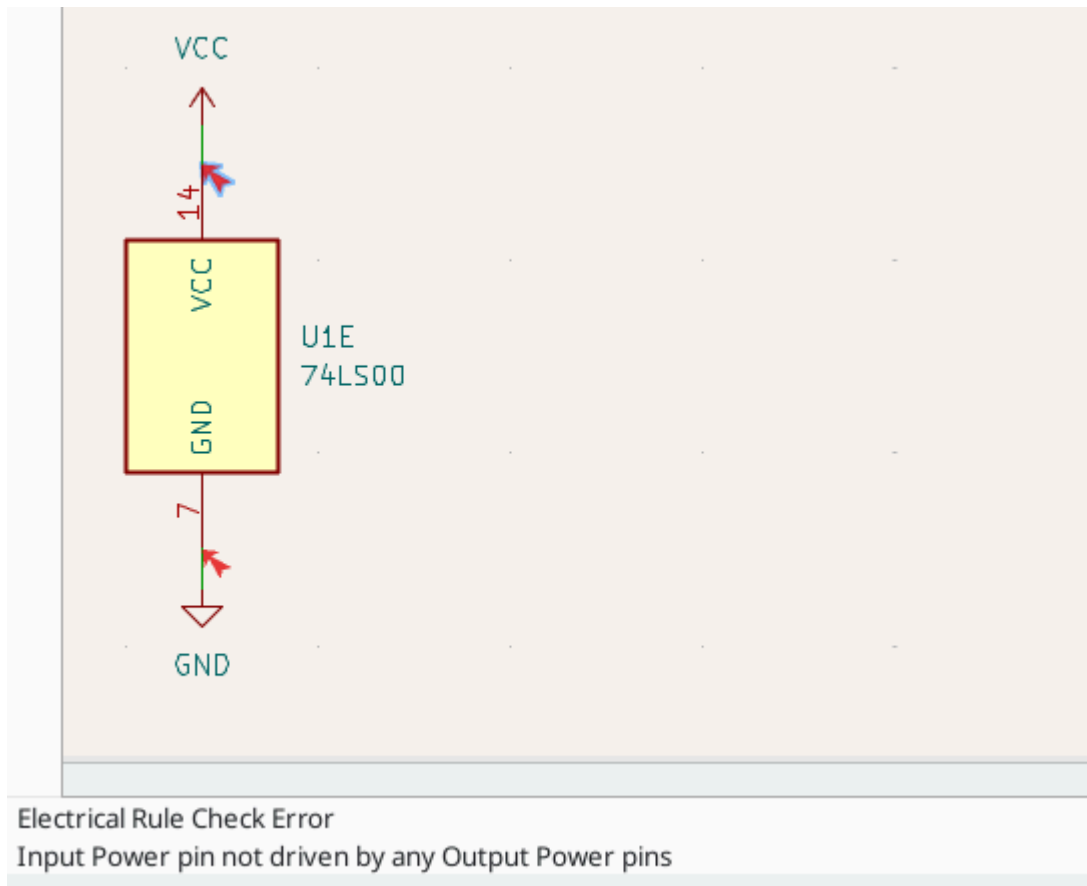 VCC
14
VCC
U1E
74LS00
GND
7
GND
Electrical Rule Check Error
Input Power pin not driven by any Output Power pins